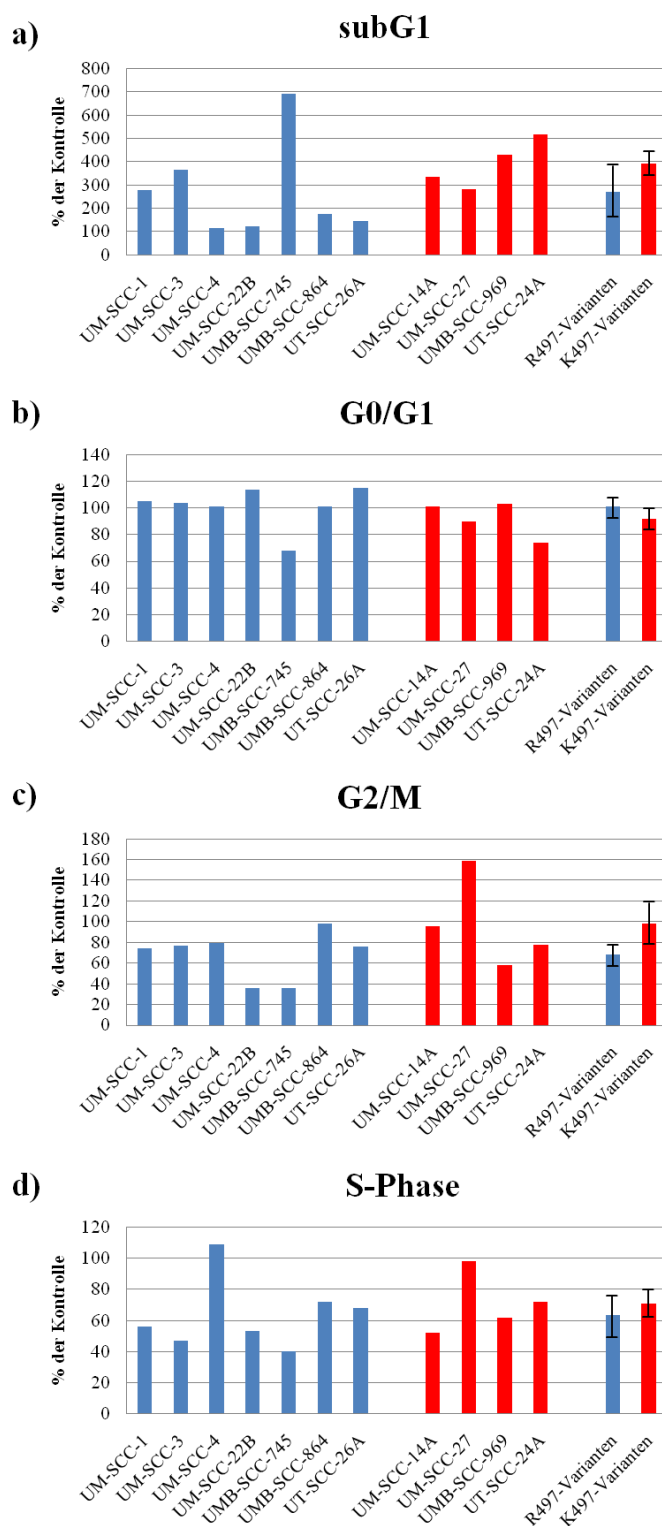 a)
subG1
% der Kontrolle
800
700
600
500
400
300
200
100
0
UM-SCC-1
UM-SCC-3
UM-SCC-4
UM-SCC-22B
UMB-SCC-745
UMB-SCC-864
UT-SCC-26A
UM-SCC-14A
UM-SCC-27
UMB-SCC-969
UT-SCC-24A
R497-Varianten
K497-Varianten
b)
G0/G1
% der Kontrolle
140
120
100
80
60
40
20
0
UM-SCC-1
UM-SCC-3
UM-SCC-4
UM-SCC-22B
UMB-SCC-745
UMB-SCC-864
UT-SCC-26A
UM-SCC-14A
UM-SCC-27
UMB-SCC-969
UT-SCC-24A
R497-Varianten
K497-Varianten
c)
G2/M
% der Kontrolle
180
160
140
120
100
80
60
40
20
0
UM-SCC-1
UM-SCC-3
UM-SCC-4
UM-SCC-22B
UMB-SCC-745
UMB-SCC-864
UT-SCC-26A
UM-SCC-14A
UM-SCC-27
UMB-SCC-969
UT-SCC-24A
R497-Varianten
K497-Varianten
d)
S-Phase
% der Kontrolle
120
100
80
60
40
20
0
UM-SCC-1
UM-SCC-3
UM-SCC-4
UM-SCC-22B
UMB-SCC-745
UMB-SCC-864
UT-SCC-26A
UM-SCC-14A
UM-SCC-27
UMB-SCC-969
UT-SCC-24A
R497-Varianten
K497-Varianten